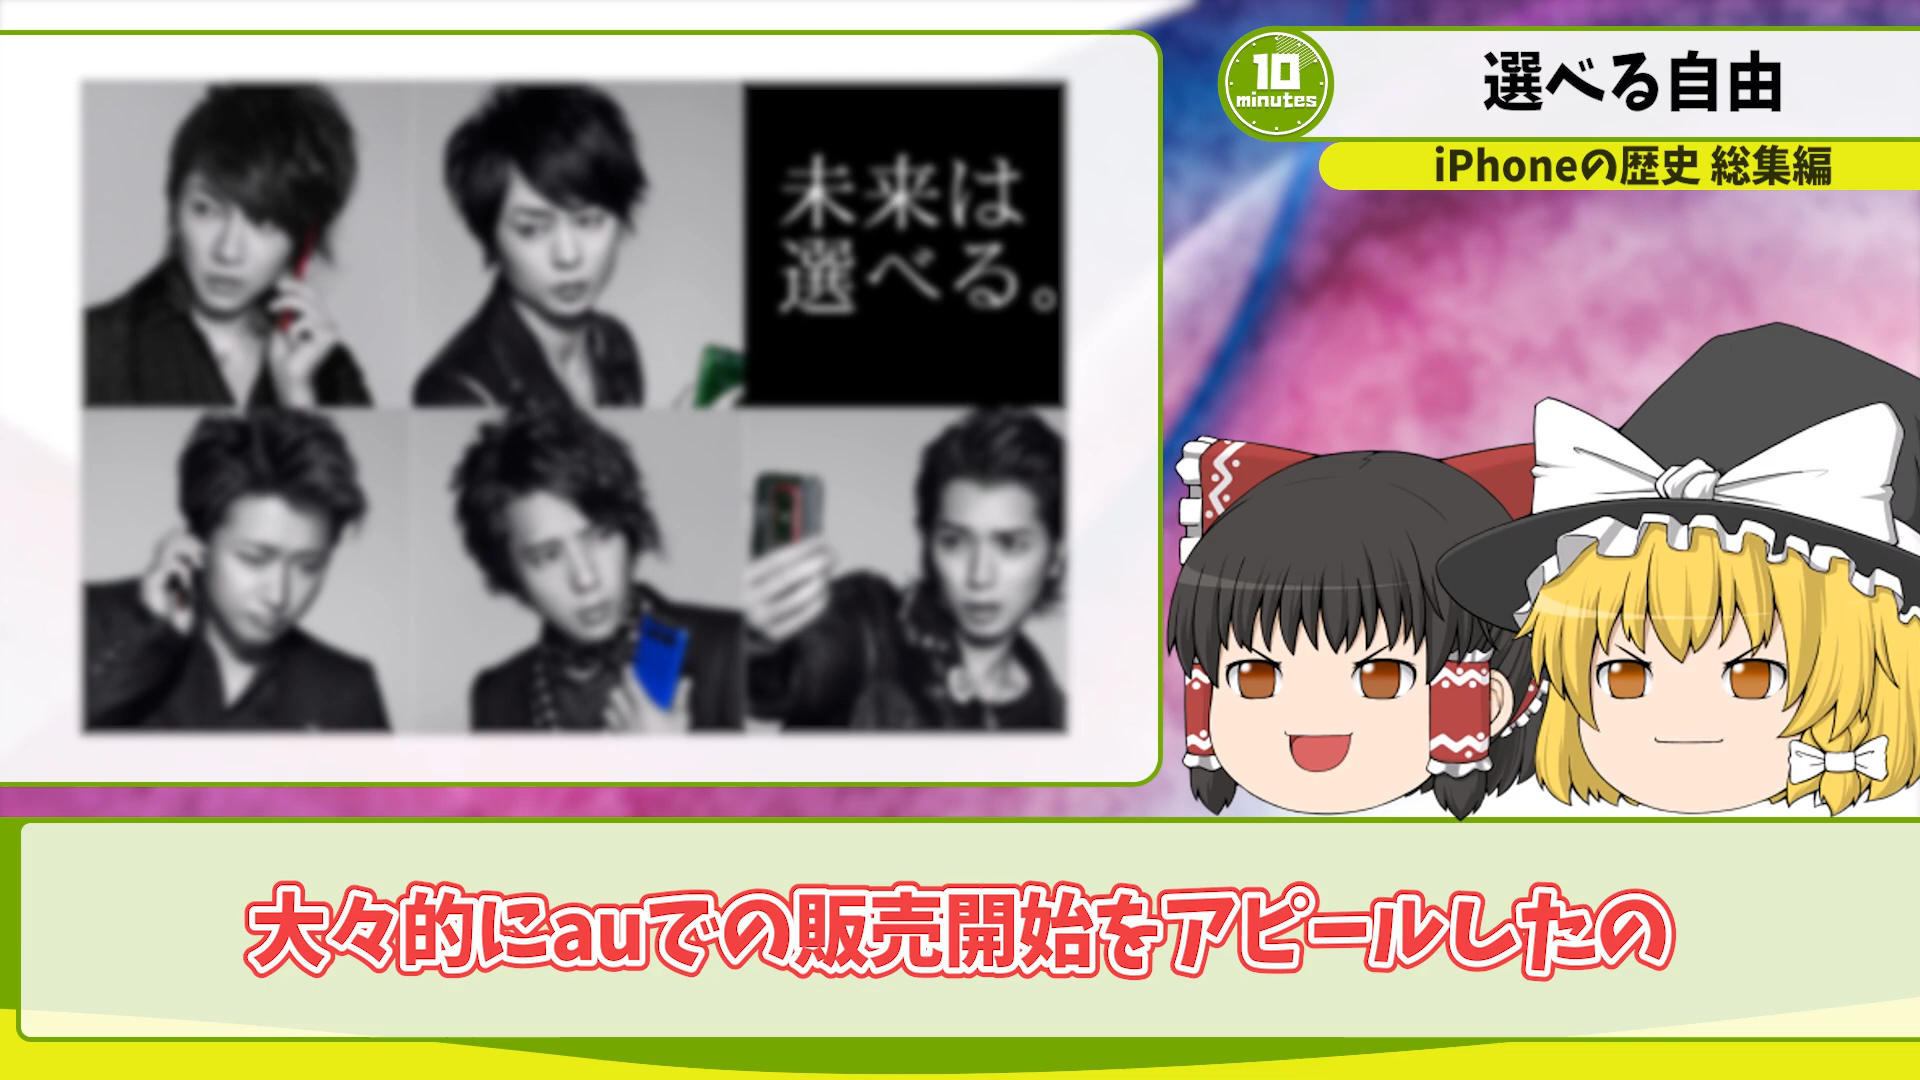 10
minutes
選べる自由
iPhoneの歴史 総集編
未来は
選べる。
大々的にauでの販売開始をアピールしたの